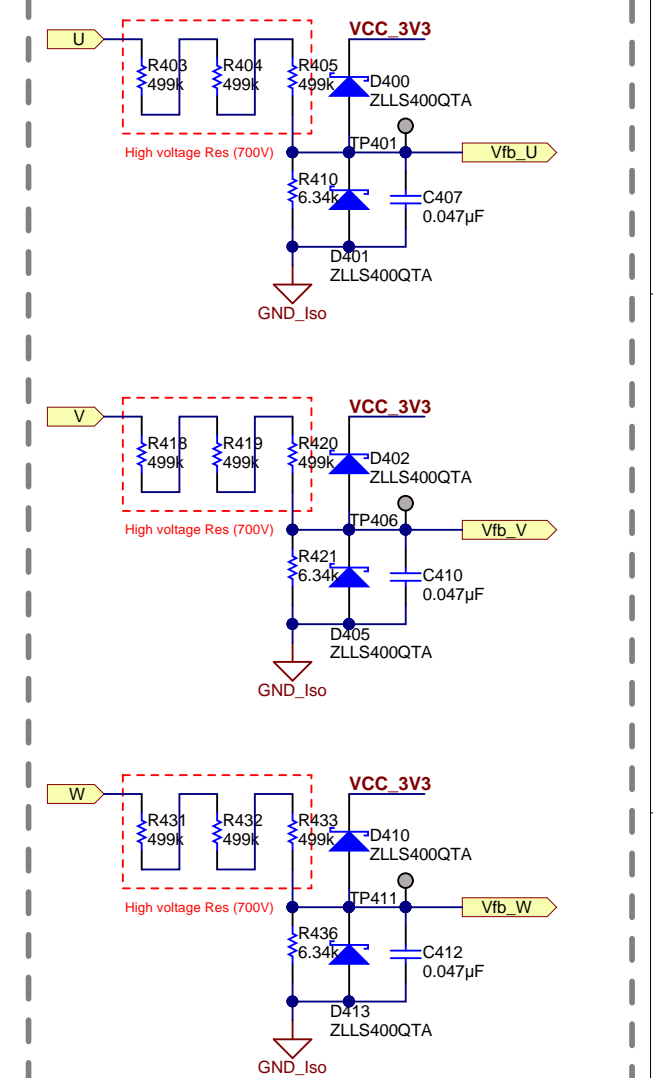 VCC_3V3
U
R403
499k
R404
499k
R405
499k
D400
ZLLS400QTA
High voltage Res (700V)
TP401
Vfb_U
R410
6.34k
C407
0.047µF
D401
ZLLS400QTA
GND_Iso
VCC_3V3
V
R418
499k
R419
499k
R420
499k
D402
ZLLS400QTA
High voltage Res (700V)
TP406
Vfb_V
R421
6.34k
C410
0.047µF
D405
ZLLS400QTA
GND_Iso
VCC_3V3
W
R431
499k
R432
499k
R433
499k
D410
ZLLS400QTA
High voltage Res (700V)
TP411
Vfb_W
R436
6.34k
C412
0.047µF
D413
ZLLS400QTA
GND_Iso